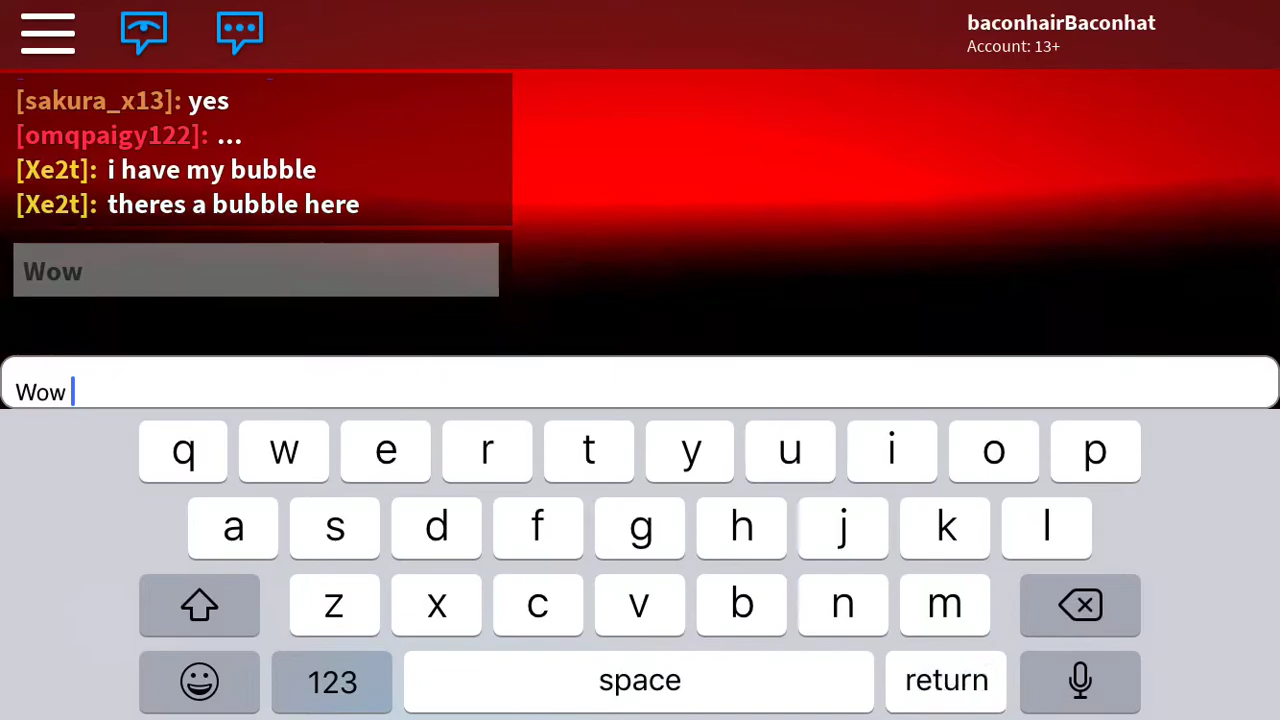 baconhairBaconhat
Account: 13+
[sakura_x13]: yes
[omqpaigy122]: ...
[Xe2t]: i have my bubble
[Xe2t]: theres a bubble here
Wow
Wow
q w e r t y u i o p
a s d f g h j k l
z x c v b n m
123 space return